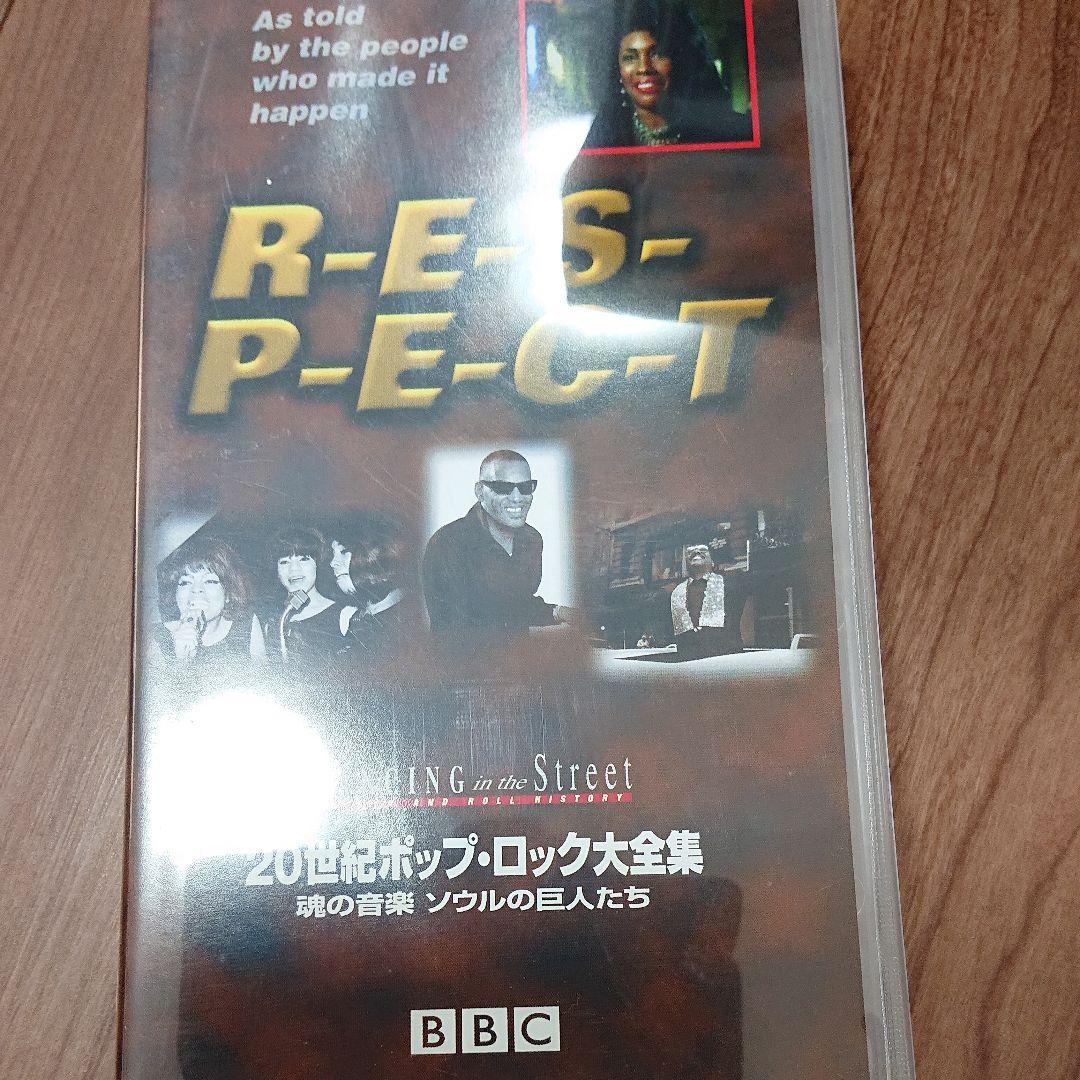 As told
by the people
who made it
happen
R-E-S-
P-E-C-T
CING in the Street
AND ROLL HISTORY
20世紀ポップ・ロック大全集
魂の音楽 ソウルの巨人たち
BBC